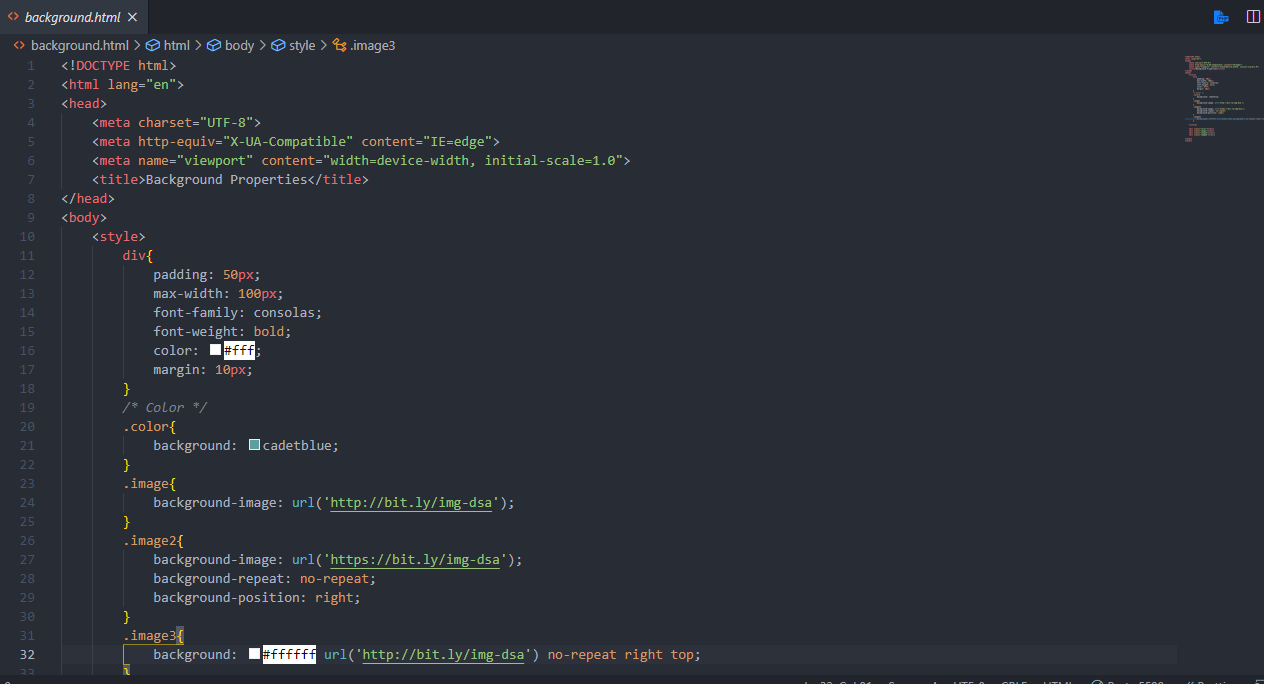 background.html
background.html > html > body > style > .image3
1 <!DOCTYPE html>
2 <html lang="en">
3 <head>
4 <meta charset="UTF-8">
5 <meta http-equiv="X-UA-Compatible" content="IE=edge">
6 <meta name="viewport" content="width=device-width, initial-scale=1.0">
7 <title>Background Properties</title>
8 </head>
9 <body>
10 <style>
11 div{
12 padding: 50px;
13 max-width: 100px;
14 font-family: consolas;
15 font-weight: bold;
16 color: #fff;
17 margin: 10px;
18 }
19 /* Color */
20 .color{
21 background: cadetblue;
22 }
23 .image{
24 background-image: url('http://bit.ly/img-dsa');
25 }
26 .image2{
27 background-image: url('https://bit.ly/img-dsa');
28 background-repeat: no-repeat;
29 background-position: right;
30 }
31 .image3{
32 background: #ffffff url('http://bit.ly/img-dsa') no-repeat right top;
33 }